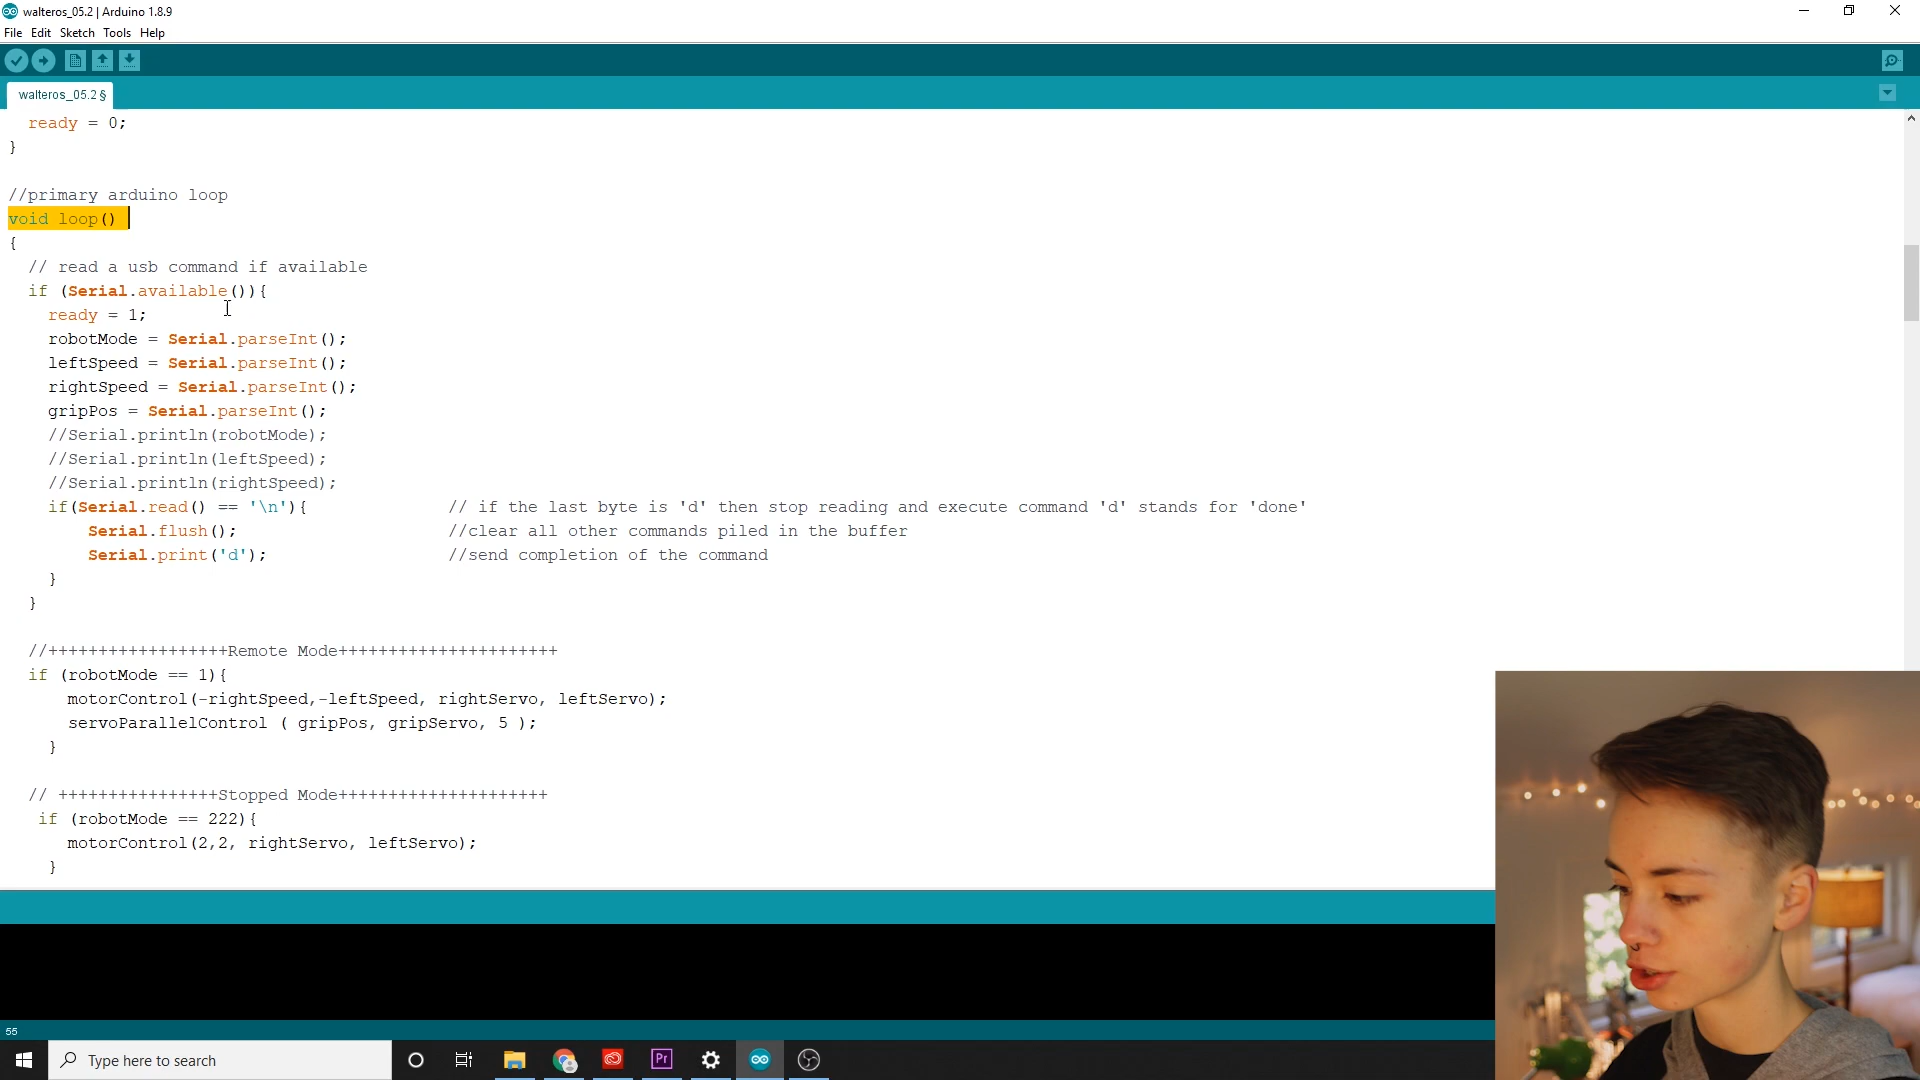 walteros_05.2 | Arduino 1.8.9
File Edit Sketch Tools Help
walteros_05.2 §
  ready = 0;
}

//primary arduino loop
void loop()
{
  // read a usb command if available
  if (Serial.available()){
    ready = 1;
    robotMode = Serial.parseInt();
    leftSpeed = Serial.parseInt();
    rightSpeed = Serial.parseInt();
    gripPos = Serial.parseInt();
    //Serial.println(robotMode);
    //Serial.println(leftSpeed);
    //Serial.println(rightSpeed);
    if(Serial.read() == '\n'){              // if the last byte is 'd' then stop reading and execute command 'd' stands for 'done'
        Serial.flush();                     //clear all other commands piled in the buffer
        Serial.print('d');                  //send completion of the command
    }
  }

  //++++++++++++++++++Remote Mode++++++++++++++++++++++
  if (robotMode == 1){
      motorControl(-rightSpeed,-leftSpeed, rightServo, leftServo);
      servoParallelControl ( gripPos, gripServo, 5 );
    }

  // ++++++++++++++++Stopped Mode+++++++++++++++++++++
   if (robotMode == 222){
      motorControl(2,2, rightServo, leftServo);
    }
55
Type here to search
Pr